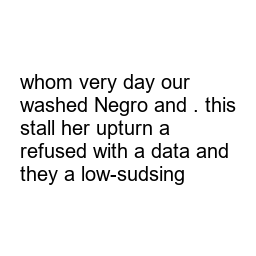 whom very day our
washed Negro and . this
stall her upturn a
refused with a data and
they a low-sudsing